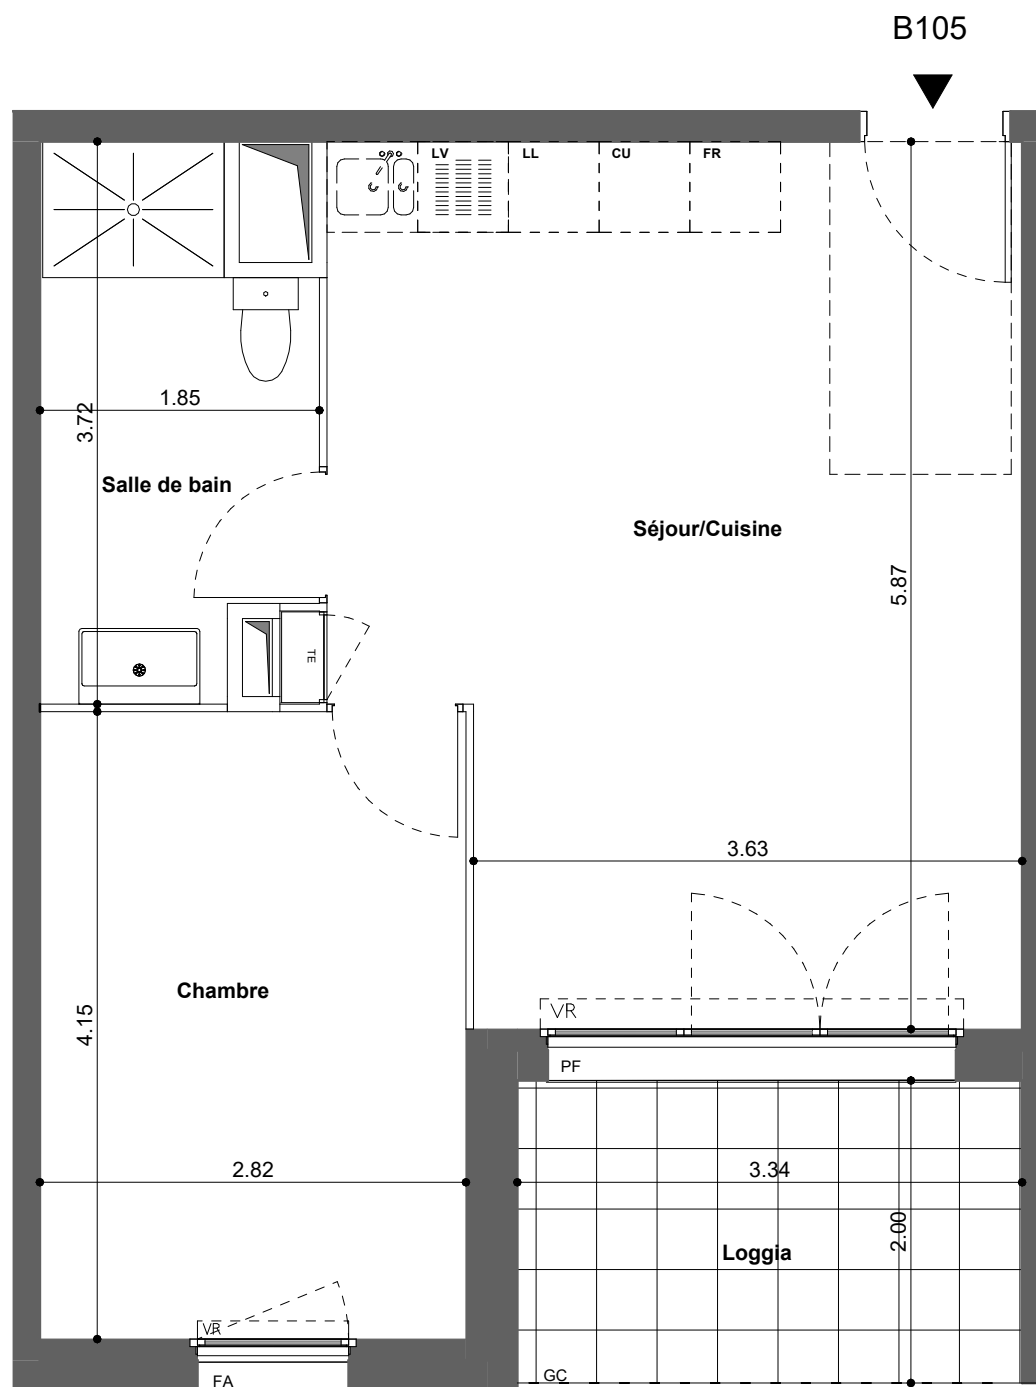 B105
LV
LL
CU
FR
1.85
3.72
Salle de bain
Séjour/Cuisine
5.87
TE
3.63
Chambre
4.15
VR
PF
2.82
3.34
2.00
Loggia
VR
FA
GC